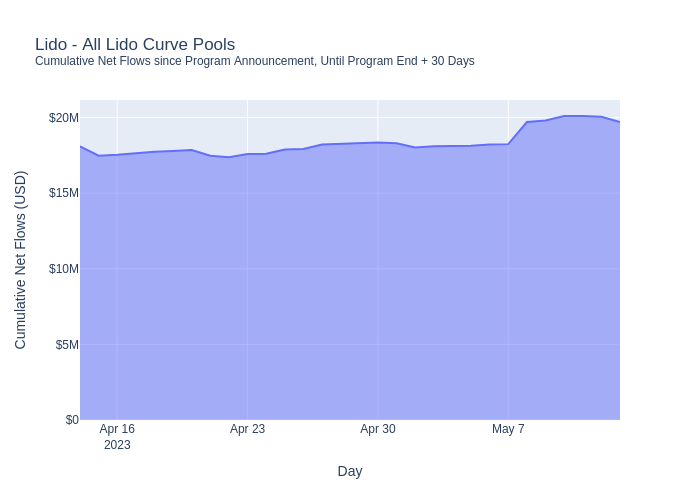 Lido - All Lido Curve Pools
Cumulative Net Flows since Program Announcement, Until Program End + 30 Days
Cumulative Net Flows (USD)
$20M
$15M
$10M
$5M
$0
Apr 16
2023
Apr 23
Apr 30
May 7
Day